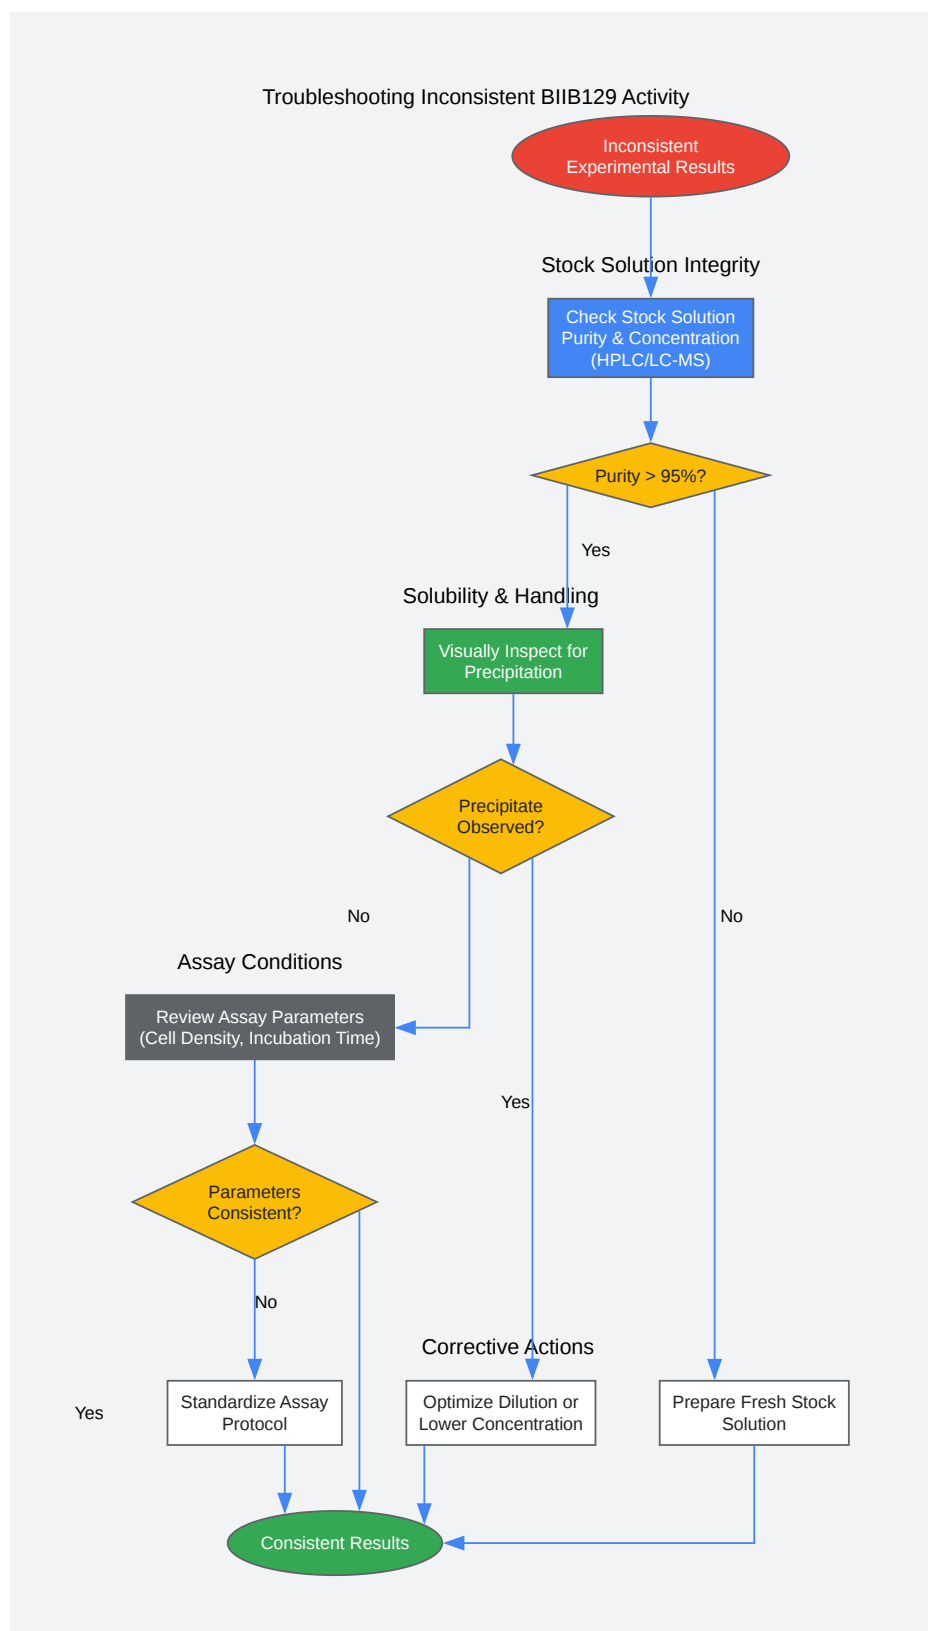 Troubleshooting Inconsistent BIIB129 Activity
Inconsistent
Experimental Results
Stock Solution Integrity
Check Stock Solution
Purity & Concentration
(HPLC/LC-MS)
Purity > 95%?
Yes
Solubility & Handling
Visually Inspect for
Precipitation
Precipitate
Observed?
No
No
Assay Conditions
Review Assay Parameters
(Cell Density, Incubation Time)
Yes
Parameters
Consistent?
No
Corrective Actions
Standardize Assay
Protocol
Optimize Dilution or
Lower Concentration
Prepare Fresh Stock
Solution
Yes
Consistent Results